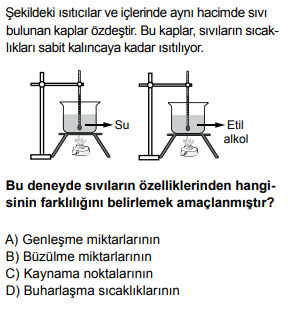 Şekildeki ısıtıcılar ve içlerinde aynı hacimde sıvı
bulunan kaplar özdeştir. Bu kaplar, sıvıların sıcak-
lıkları sabit kalıncaya kadar ısıtılıyor.
Su
Etil
alkol
Bu deneyde sıvıların özelliklerinden hangi-
sinin farklılığını belirlemek amaçlanmıştır?
A) Genleşme miktarlarının
B) Büzülme miktarlarının
C) Kaynama noktalarının
D) Buharlaşma sıcaklıklarının